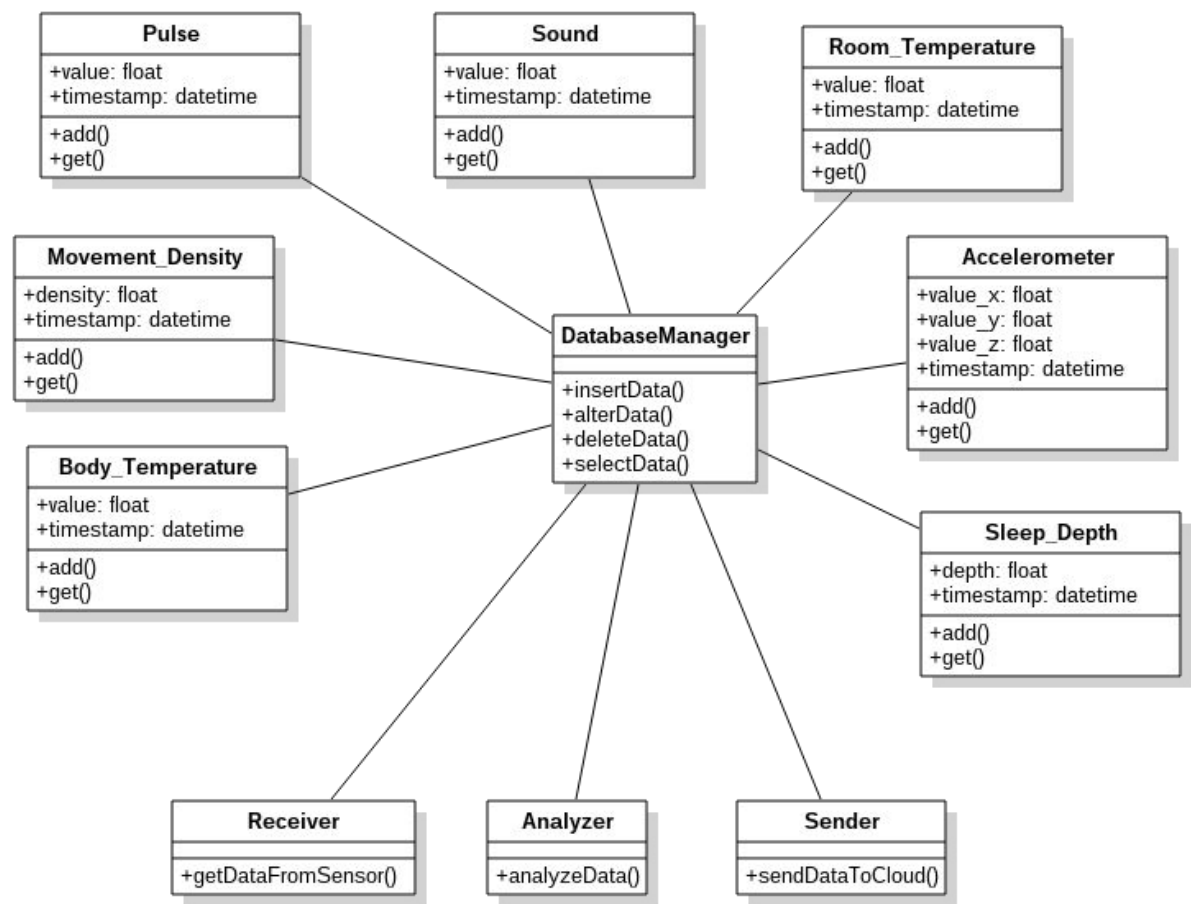 Pulse
+value: float
+timestamp: datetime
+add()
+get()
Sound
+value: float
+timestamp: datetime
+add()
+get()
Room_Temperature
+value: float
+timestamp: datetime
+add()
+get()
Movement_Density
+density: float
+timestamp: datetime
+add()
+get()
DatabaseManager
+insertData()
+alterData()
+deleteData()
+selectData()
Accelerometer
+value_x: float
+value_y: float
+value_z: float
+timestamp: datetime
+add()
+get()
Body_Temperature
+value: float
+timestamp: datetime
+add()
+get()
Sleep_Depth
+depth: float
+timestamp: datetime
+add()
+get()
Receiver
+getDataFromSensor()
Analyzer
+analyzeData()
Sender
+sendDataToCloud()